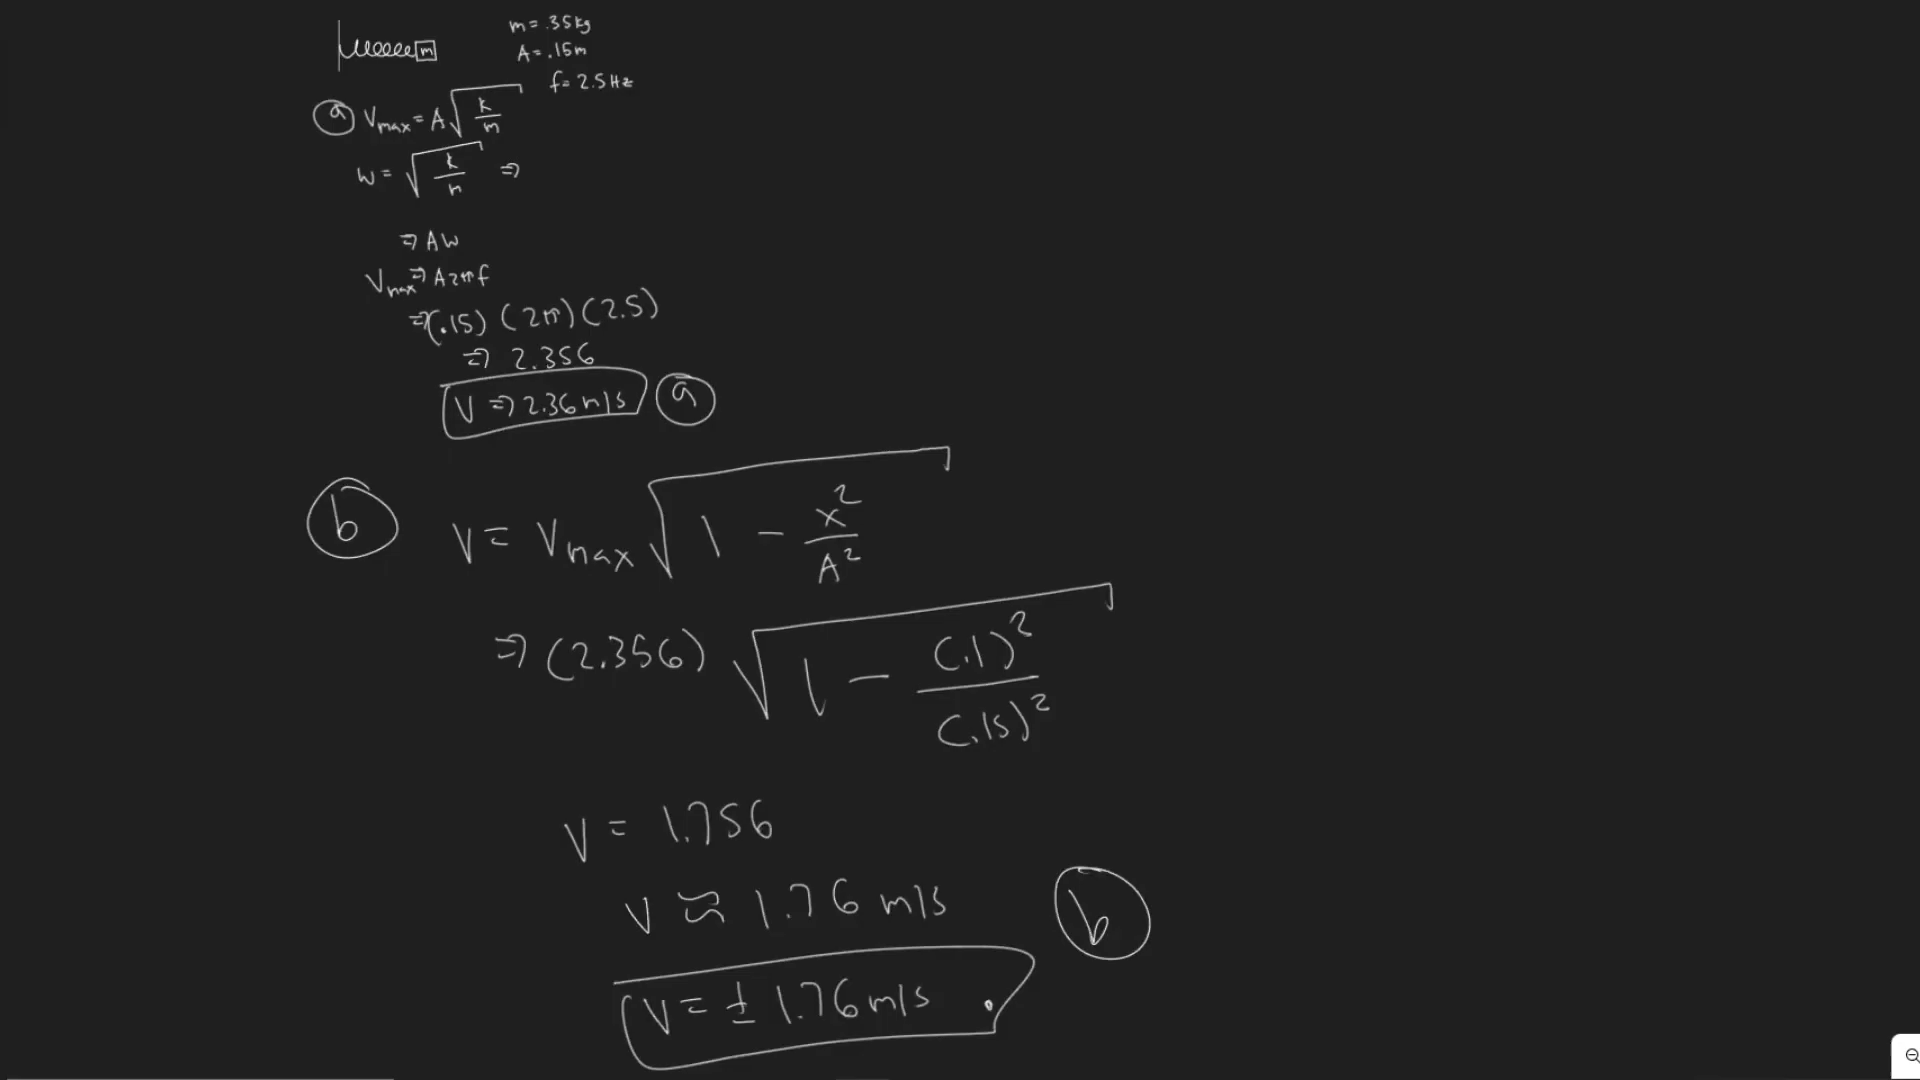 m
m = .35kg
A = .15m
f = 2.5Hz
a Vmax = A√(k/m)
w = √(k/m) ⇒
⇒ Aw
Vmax ⇒ A2πf
⇒ (.15) (2π) (2.5)
⇒ 2.356
V ⇒ 2.36 m/s a
b V = Vmax √(1 - x²/A²)
⇒ (2.356) √(1 - (.1)²/(.15)²)
V = 1.756
V ≈ 1.76 m/s
b
V = ± 1.76 m/s .